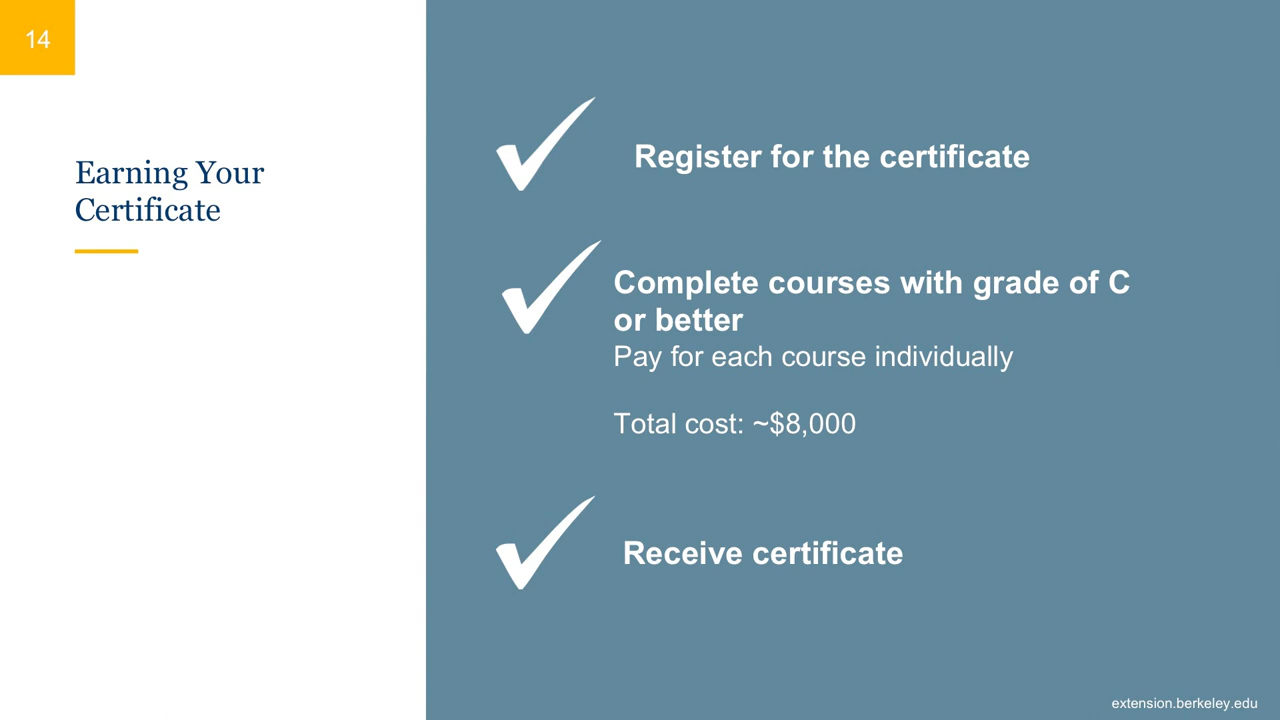 14
Earning Your
Certificate
Register for the certificate
Complete courses with grade of C
or better
Pay for each course individually
Total cost: ~$8,000
Receive certificate
extension.berkeley.edu